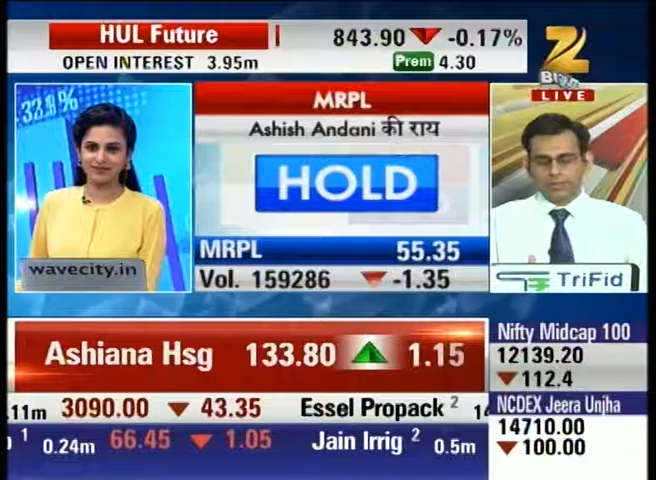 HUL Future
843.90 -0.17%
OPEN INTEREST 3.95m
Prem 4.30
Z
LIVE
32.8%
MRPL
Ashish Andani की राय
HOLD
MRPL 55.35
Vol. 159286 -1.35
wavecity.in
TriFid
Ashiana Hsg 133.80 1.15
Nifty Midcap 100
12139.20
112.4
.11m 3090.00 43.35 Essel Propack 2
NCDEX Jeera Unjha
14710.00
100.00
1 0.24m 66.45 1.05 Jain Irrig 2 0.5m